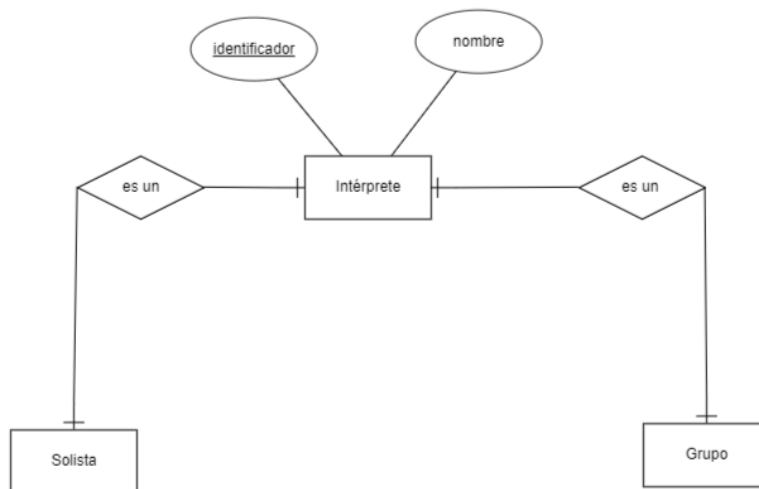 identificador
nombre
es un
Intérprete
es un
Solista
Grupo